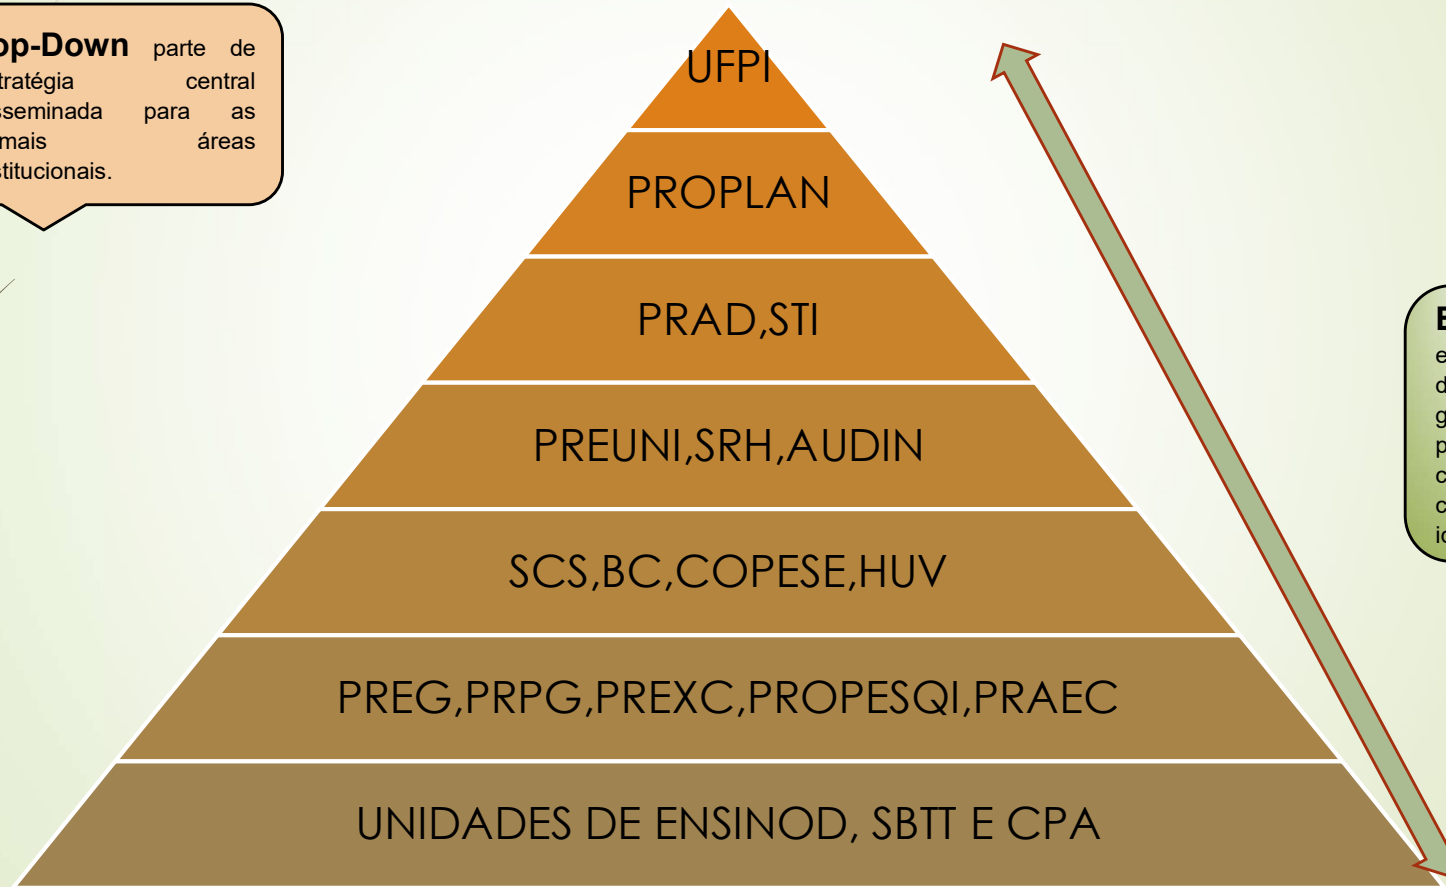 op-Down parte de
tratégia central
sseminada para as
mais áreas
stitucionais.
UFPI
PROPLAN
PRAD,STI
PREUNI,SRH,AUDIN
SCS,BC,COPESE,HUV
PREG,PRPG,PREXC,PROPESQI,PRAEC
UNIDADES DE ENSINOD, SBTT E CPA